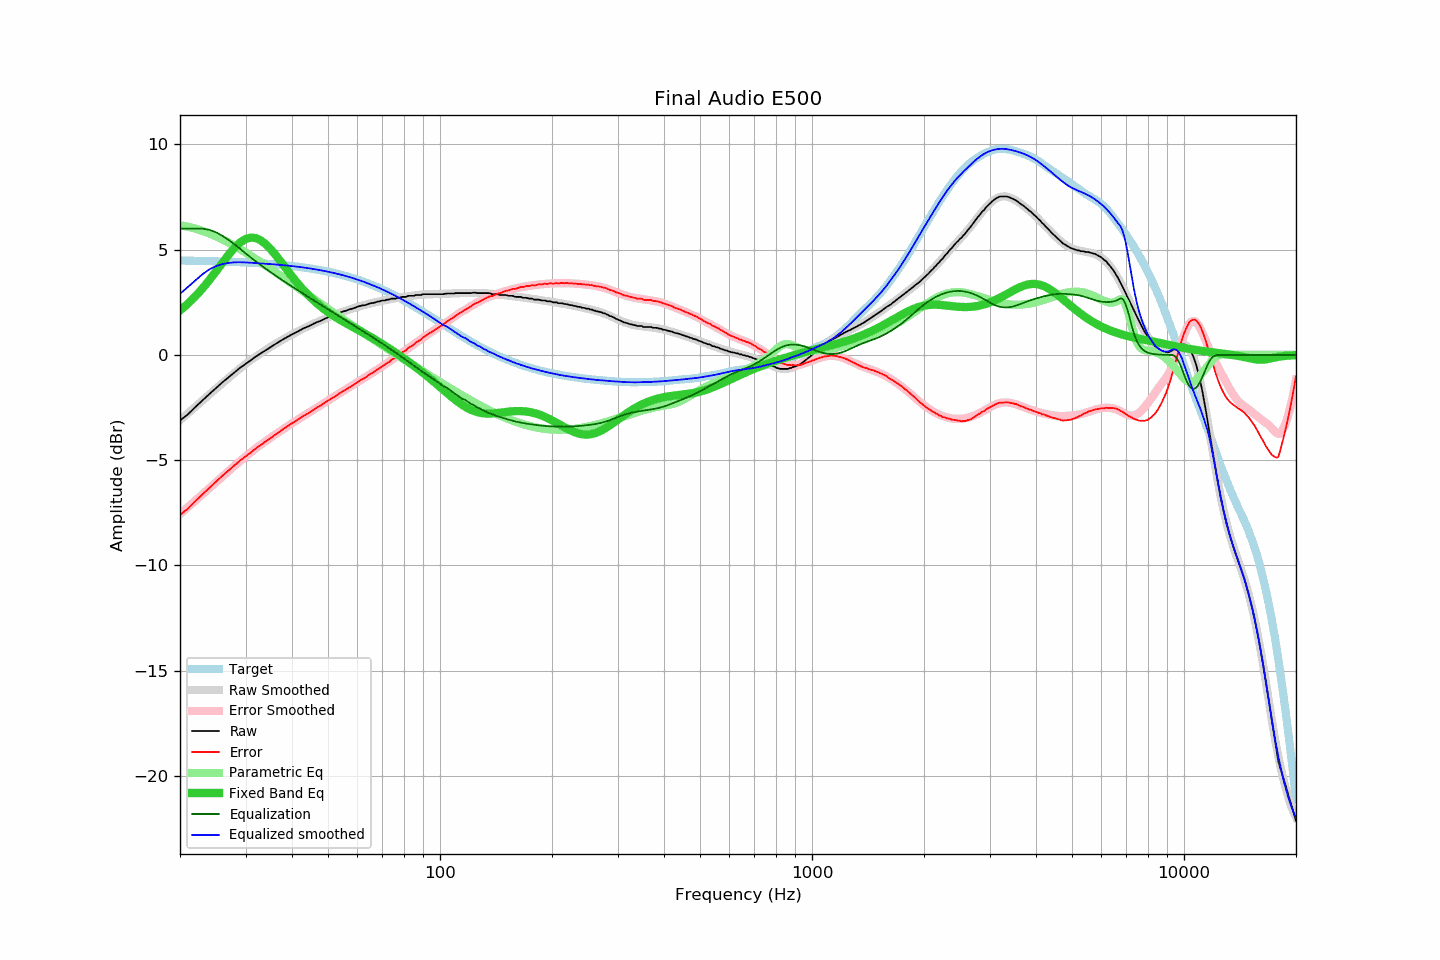 Final Audio E500
10
5
0
−5
−10
−15
−20
Amplitude (dBr)
Target
Raw Smoothed
Error Smoothed
Raw
Error
Parametric Eq
Fixed Band Eq
Equalization
Equalized smoothed
100
1000
10000
Frequency (Hz)